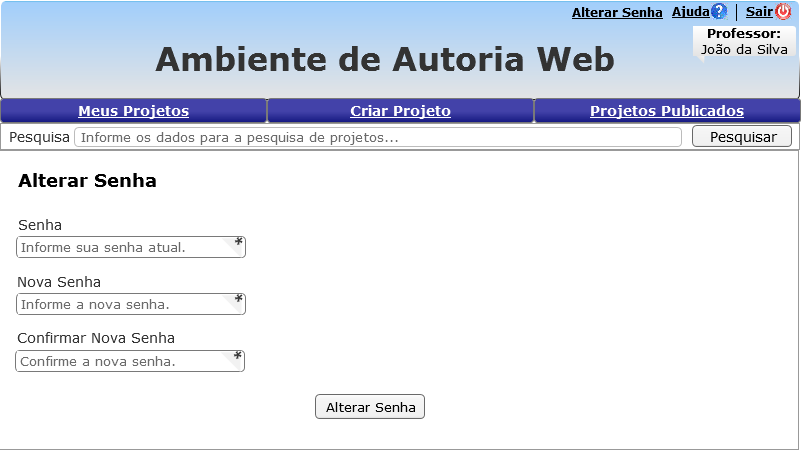 Alterar Senha Ajuda? | Sair
Professor:
João da Silva
Ambiente de Autoria Web
Meus Projetos Criar Projeto Projetos Publicados
Pesquisa Informe os dados para a pesquisa de projetos... Pesquisar
Alterar Senha
Senha
Informe sua senha atual. *
Nova Senha
Informe a nova senha. *
Confirmar Nova Senha
Confirme a nova senha. *
Alterar Senha